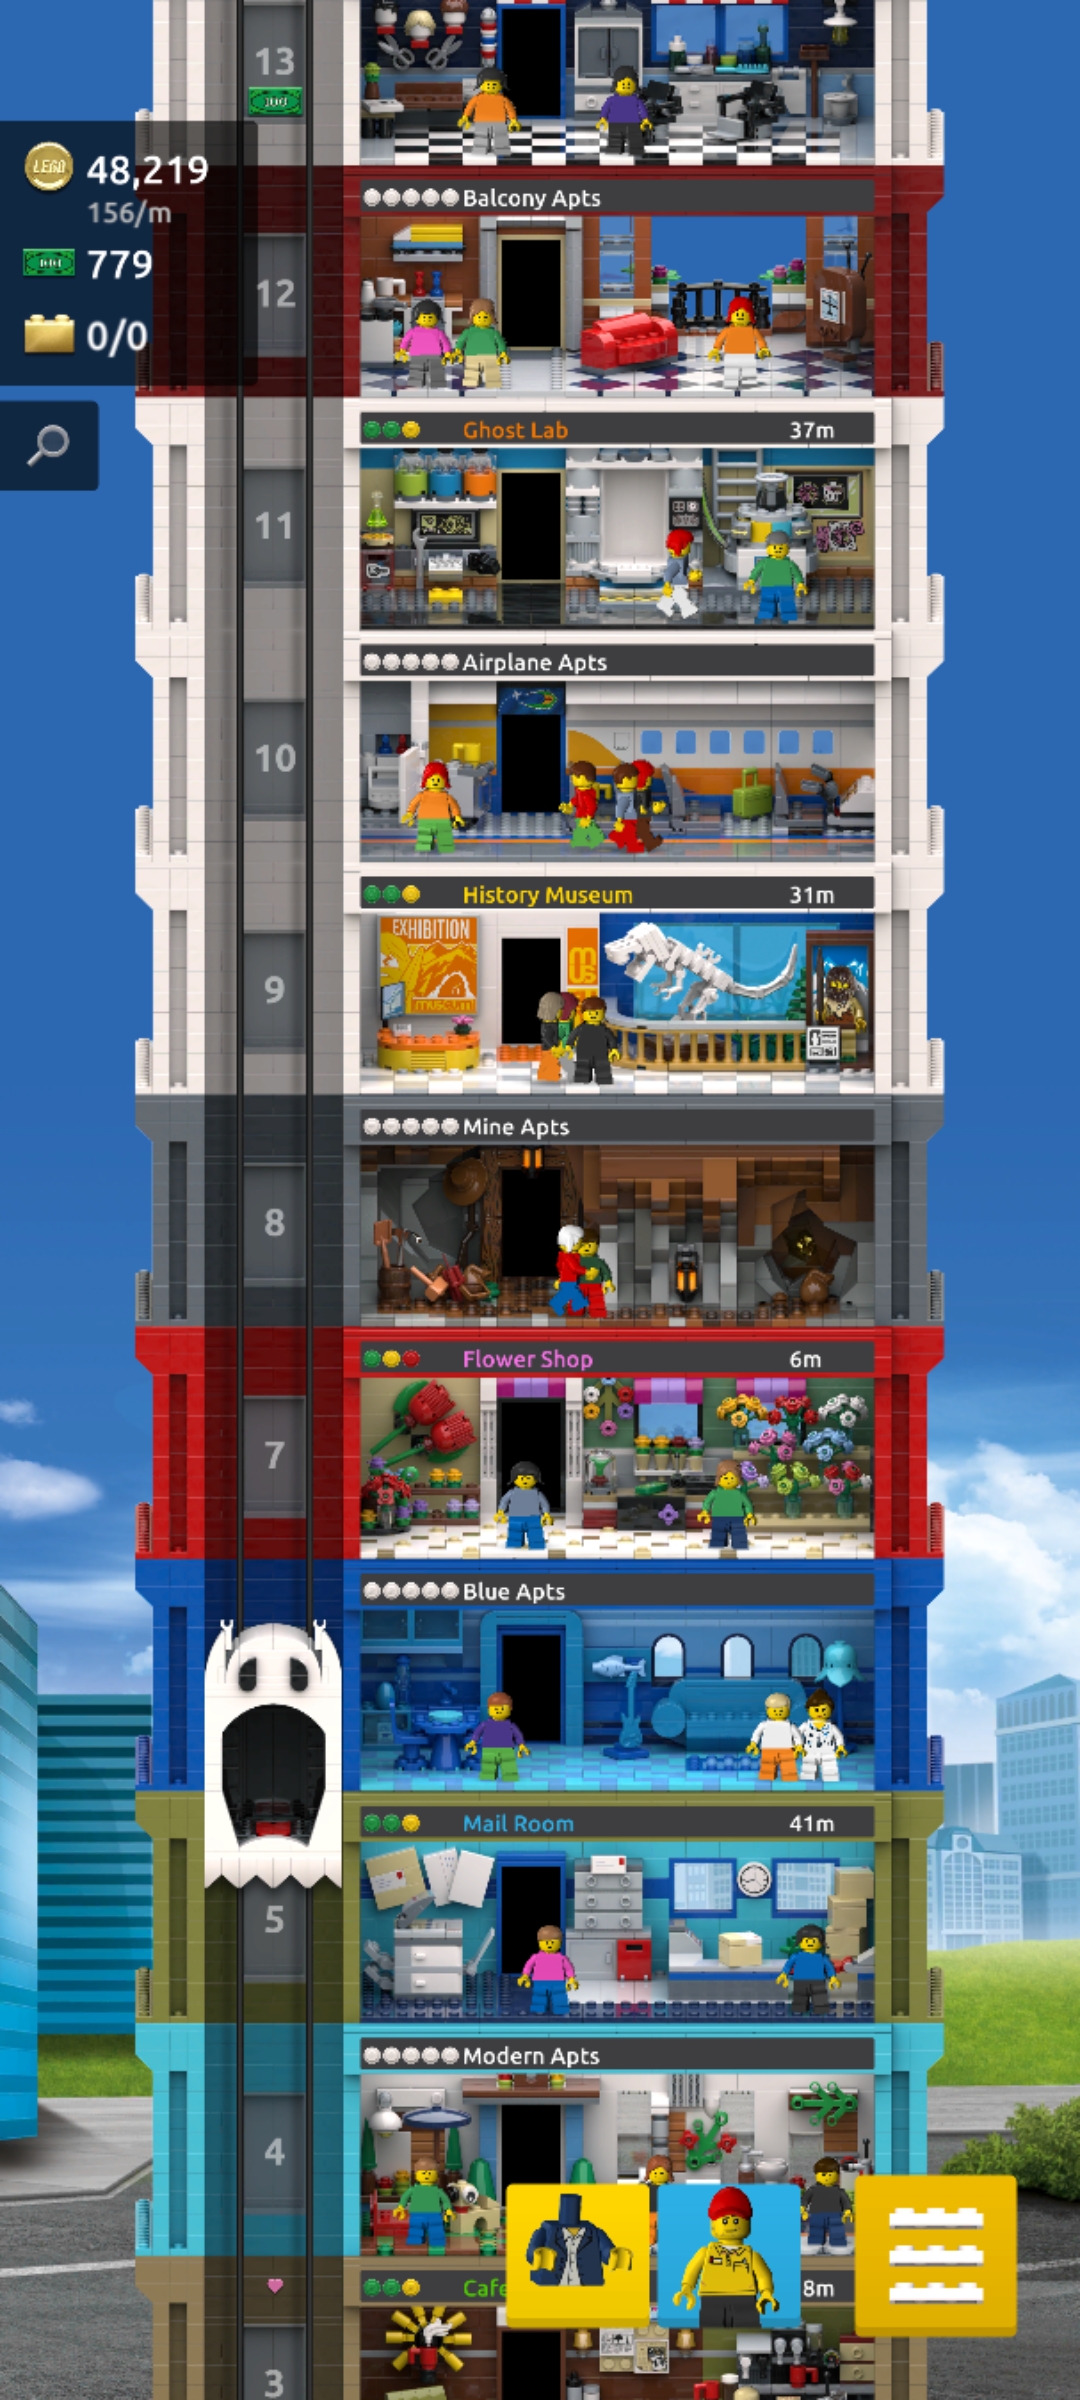 13
100
LEGO
48,219
156/m
779
0/0
Balcony Apts
12
Ghost Lab 37m
11
Airplane Apts
10
History Museum 31m
EXHIBITION
museum
9
Mine Apts
8
Flower Shop 6m
7
Blue Apts
Mail Room 41m
5
Modern Apts
4
Cafe
8m
3